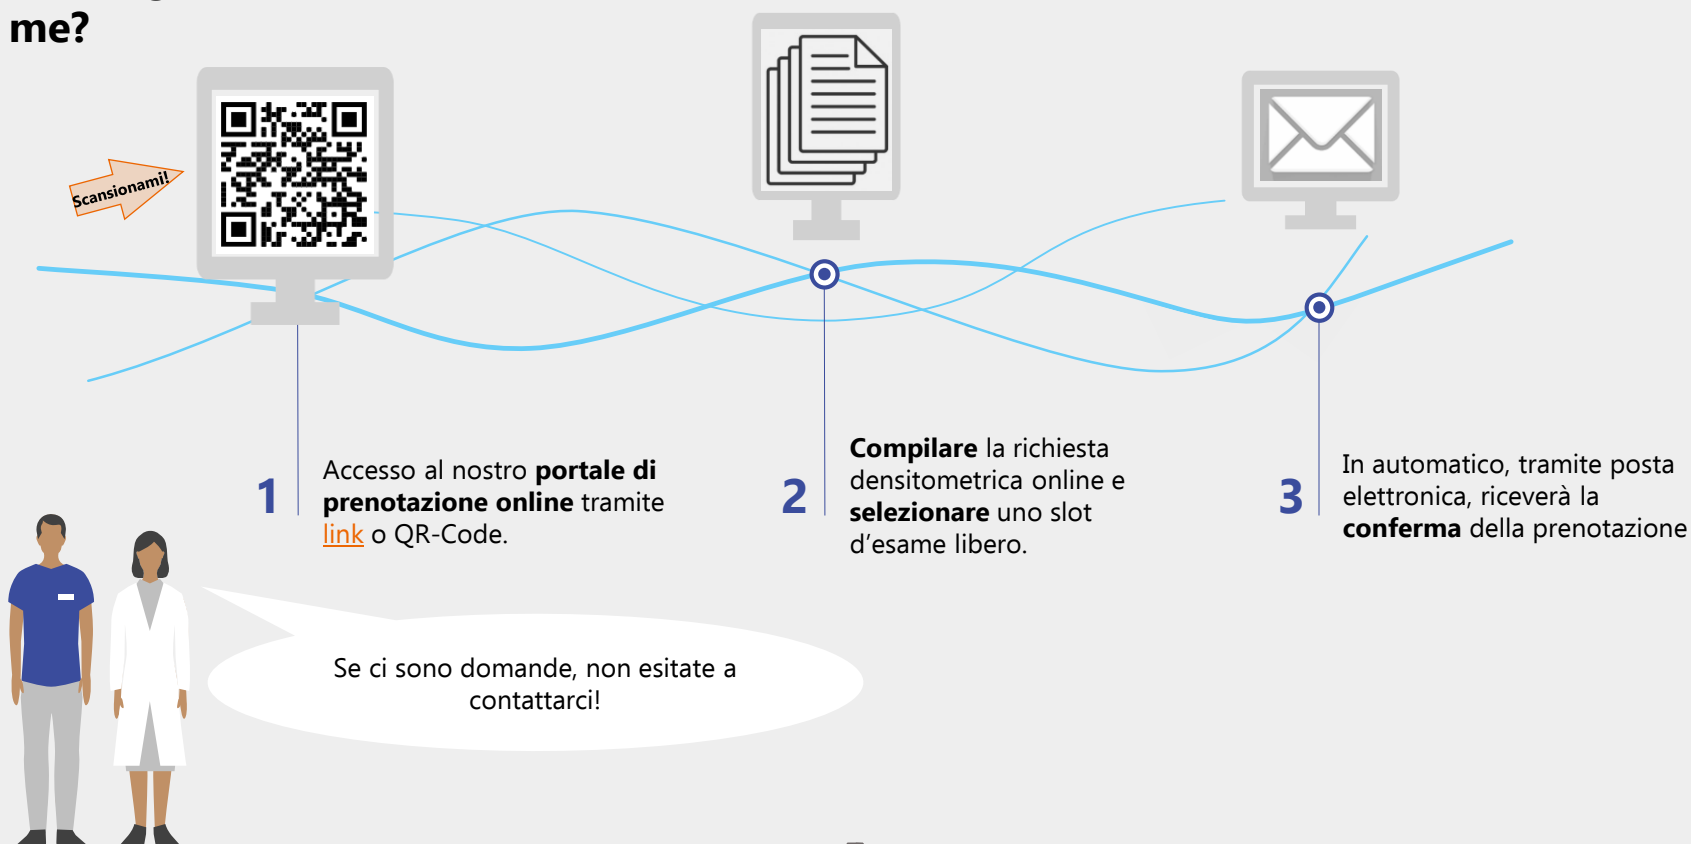 me?
Scansionami!
1
Accesso al nostro portale di
prenotazione online tramite
link o QR-Code.
2
Compilare la richiesta
densitometrica online e
selezionare uno slot
d'esame libero.
3
In automatico, tramite posta
elettronica, riceverà la
conferma della prenotazione
Se ci sono domande, non esitate a
contattarci!